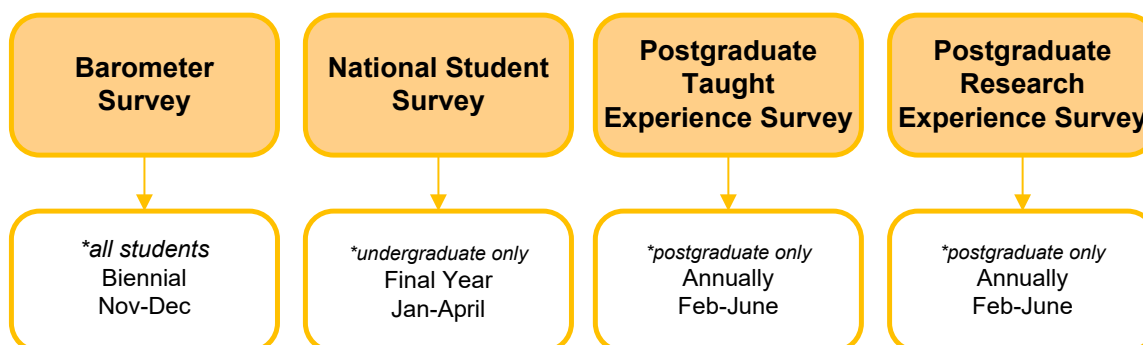 Barometer
Survey
National Student
Survey
Postgraduate
Taught
Experience Survey
Postgraduate
Research
Experience Survey
*all students
Biennial
Nov-Dec
*undergraduate only
Final Year
Jan-April
*postgraduate only
Annually
Feb-June
*postgraduate only
Annually
Feb-June